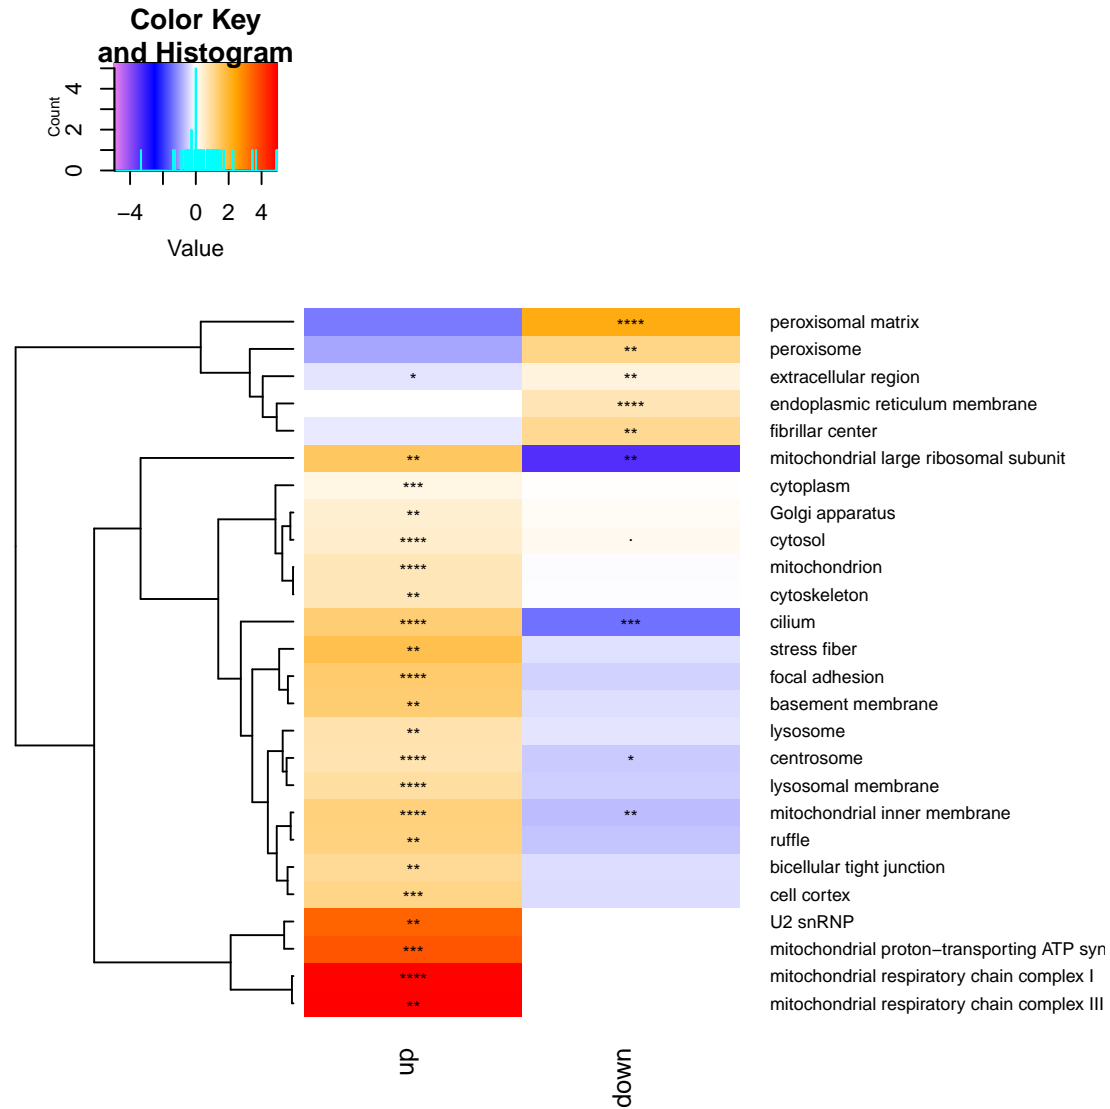 Color Key
and Histogram
Count
0 2 4
−4 0 2 4
Value
**** peroxisomal matrix
** peroxisome
* ** extracellular region
**** endoplasmic reticulum membrane
** fibrillar center
** ** mitochondrial large ribosomal subunit
*** cytoplasm
** Golgi apparatus
**** . cytosol
**** mitochondrion
** cytoskeleton
**** *** cilium
** stress fiber
**** focal adhesion
** basement membrane
** lysosome
**** * centrosome
**** lysosomal membrane
**** ** mitochondrial inner membrane
** ruffle
** bicellular tight junction
*** cell cortex
** U2 snRNP
*** mitochondrial proton−transporting ATP syn
**** mitochondrial respiratory chain complex I
** mitochondrial respiratory chain complex III
up
down